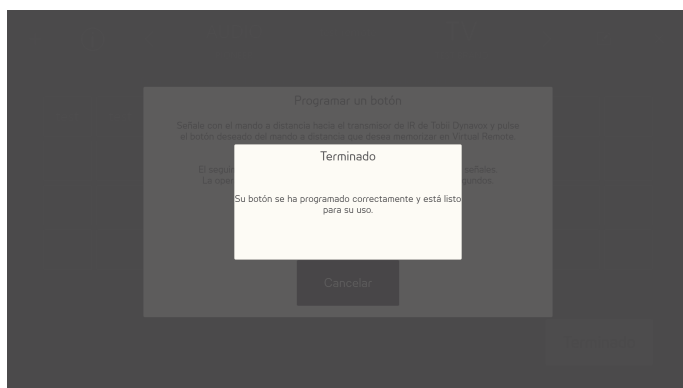 Programar un botón
Señale con el mando a distancia hacia el transmisor de IR de Tobii Dynavox y pulse
el botón deseado del mando a distancia que desea memorizar en Virtual Remote.
Terminado
Su botón se ha programado correctamente y está listo
para su uso.
El
señales.
La
segundos.
Cancelar